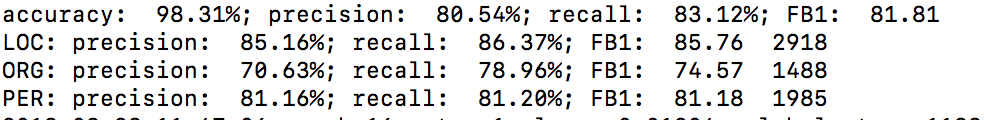 accuracy:  98.31%; precision:  80.54%; recall:  83.12%; FB1:  81.81
LOC: precision:  85.16%; recall:  86.37%; FB1:  85.76  2918
ORG: precision:  70.63%; recall:  78.96%; FB1:  74.57  1488
PER: precision:  81.16%; recall:  81.20%; FB1:  81.18  1985